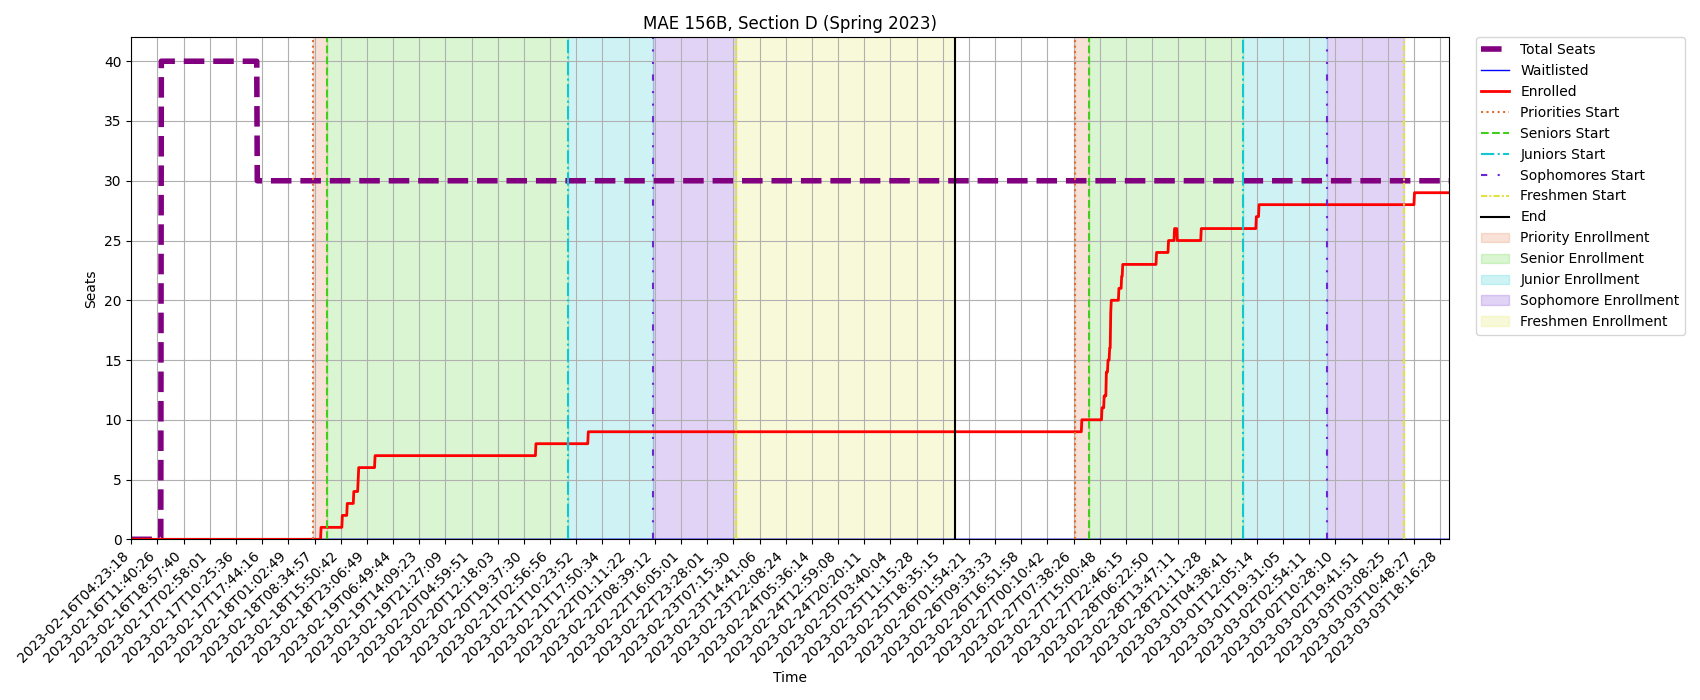 MAE 156B, Section D (Spring 2023)
Seats
40
35
30
25
20
15
10
5
0
2023-02-16T04:23:18
2023-02-16T11:40:26
2023-02-16T18:57:40
2023-02-17T02:58:01
2023-02-17T10:25:36
2023-02-17T17:44:16
2023-02-18T01:02:49
2023-02-18T08:34:57
2023-02-18T15:50:42
2023-02-18T23:06:49
2023-02-19T06:49:44
2023-02-19T14:09:23
2023-02-19T21:27:09
2023-02-20T04:59:51
2023-02-20T12:18:03
2023-02-20T19:37:30
2023-02-21T02:56:56
2023-02-21T10:23:52
2023-02-21T17:50:34
2023-02-22T01:11:22
2023-02-22T08:39:12
2023-02-22T16:05:01
2023-02-22T23:28:01
2023-02-23T07:15:30
2023-02-23T14:41:06
2023-02-23T22:08:24
2023-02-24T05:36:14
2023-02-24T12:59:08
2023-02-24T20:20:11
2023-02-25T03:40:04
2023-02-25T11:15:28
2023-02-25T18:35:15
2023-02-26T01:54:21
2023-02-26T09:33:33
2023-02-26T16:51:58
2023-02-27T00:10:42
2023-02-27T07:38:26
2023-02-27T15:00:48
2023-02-27T22:46:15
2023-02-28T06:22:50
2023-02-28T13:47:11
2023-02-28T21:11:28
2023-03-01T04:38:41
2023-03-01T12:05:14
2023-03-01T19:31:05
2023-03-02T02:54:11
2023-03-02T10:28:10
2023-03-02T19:41:51
2023-03-03T03:08:25
2023-03-03T10:48:27
2023-03-03T18:16:28
Time
Total Seats
Waitlisted
Enrolled
Priorities Start
Seniors Start
Juniors Start
Sophomores Start
Freshmen Start
End
Priority Enrollment
Senior Enrollment
Junior Enrollment
Sophomore Enrollment
Freshmen Enrollment